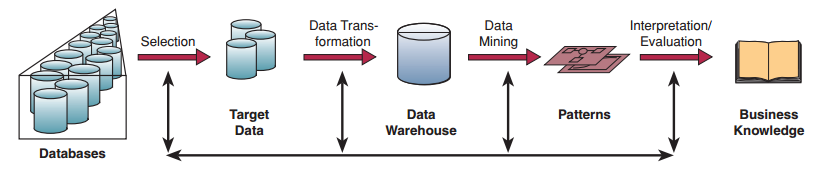 Selection
Data Trans-
formation
Data
Mining
Interpretation/
Evaluation
Target
Data
Data
Warehouse
Patterns
Business
Knowledge
Databases